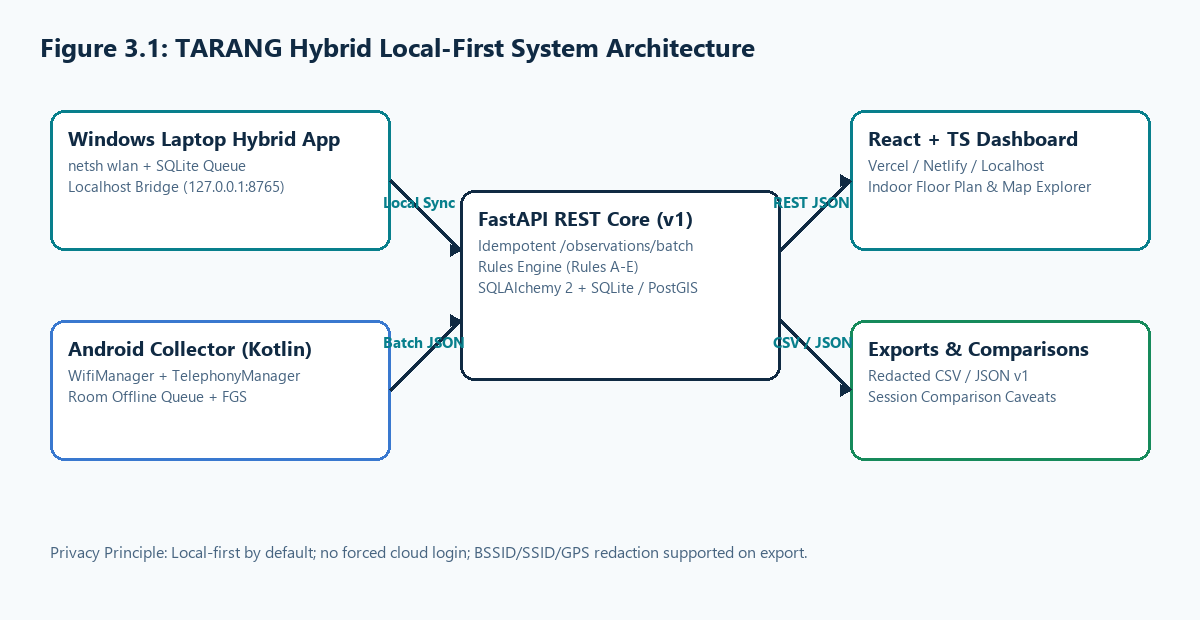 Figure 3.1: TARANG Hybrid Local-First System Architecture
Windows Laptop Hybrid App
netsh wlan + SQLite Queue
Localhost Bridge (127.0.0.1:8765)
Local Sync
Android Collector (Kotlin)
WifiManager + TelephonyManager
Room Offline Queue + FGS
Batch JSON
FastAPI REST Core (v1)
Idempotent /observations/batch
Rules Engine (Rules A-E)
SQLAlchemy 2 + SQLite / PostGIS
REST JSON
React + TS Dashboard
Vercel / Netlify / Localhost
Indoor Floor Plan & Map Explorer
CSV / JSON
Exports & Comparisons
Redacted CSV / JSON v1
Session Comparison Caveats
Privacy Principle: Local-first by default; no forced cloud login; BSSID/SSID/GPS redaction supported on export.